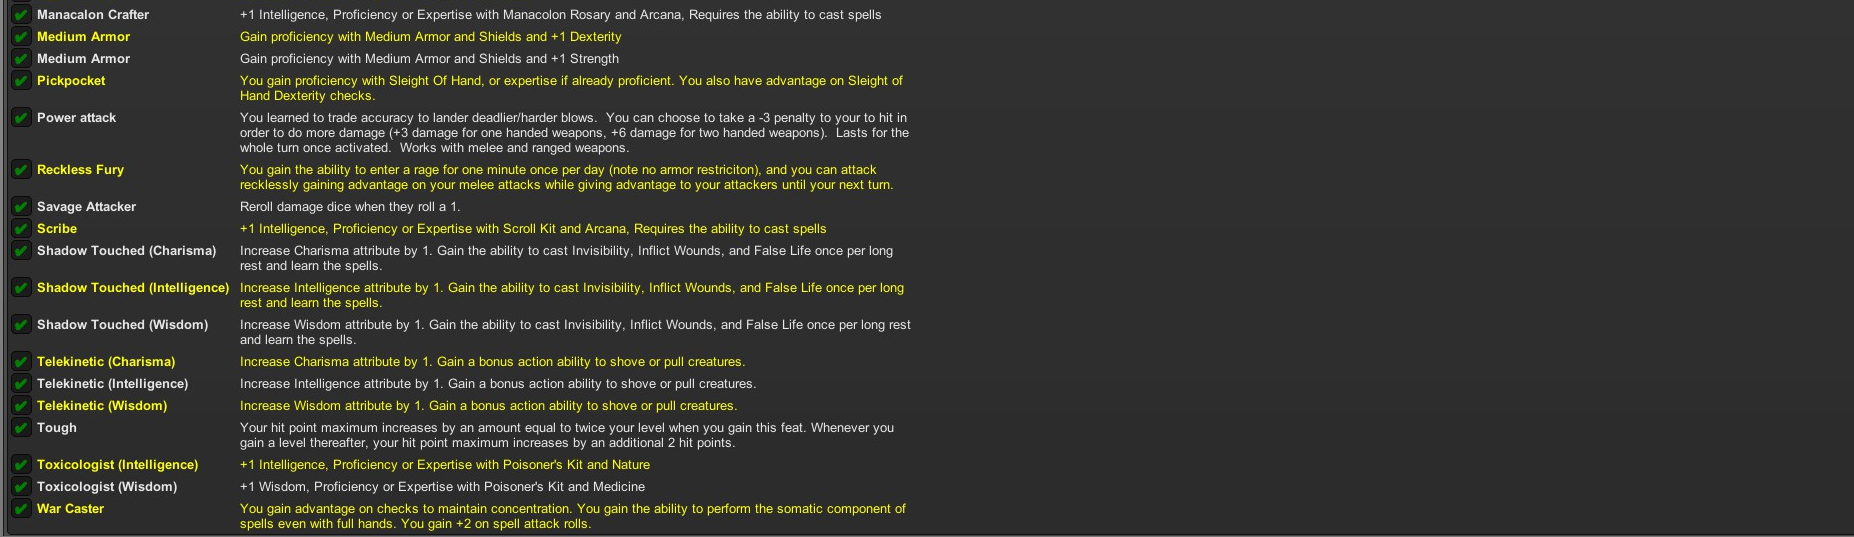 Manacalon Crafter +1 Intelligence, Proficiency or Expertise with Manacolon Rosary and Arcana, Requires the ability to cast spells
Medium Armor Gain proficiency with Medium Armor and Shields and +1 Dexterity
Medium Armor Gain proficiency with Medium Armor and Shields and +1 Strength
Pickpocket You gain proficiency with Sleight Of Hand, or expertise if already proficient. You also have advantage on Sleight of
Hand Dexterity checks.
Power attack You learned to trade accuracy to lander deadlier/harder blows. You can choose to take a -3 penalty to your to hit in
order to do more damage (+3 damage for one handed weapons, +6 damage for two handed weapons). Lasts for the
whole turn once activated. Works with melee and ranged weapons.
Reckless Fury You gain the ability to enter a rage for one minute once per day (note no armor restriciton), and you can attack
recklessly gaining advantage on your melee attacks while giving advantage to your attackers until your next turn.
Savage Attacker Reroll damage dice when they roll a 1.
Scribe +1 Intelligence, Proficiency or Expertise with Scroll Kit and Arcana, Requires the ability to cast spells
Shadow Touched (Charisma) Increase Charisma attribute by 1. Gain the ability to cast Invisibility, Inflict Wounds, and False Life once per long
rest and learn the spells.
Shadow Touched (Intelligence) Increase Intelligence attribute by 1. Gain the ability to cast Invisibility, Inflict Wounds, and False Life once per long
rest and learn the spells.
Shadow Touched (Wisdom) Increase Wisdom attribute by 1. Gain the ability to cast Invisibility, Inflict Wounds, and False Life once per long rest
and learn the spells.
Telekinetic (Charisma) Increase Charisma attribute by 1. Gain a bonus action ability to shove or pull creatures.
Telekinetic (Intelligence) Increase Intelligence attribute by 1. Gain a bonus action ability to shove or pull creatures.
Telekinetic (Wisdom) Increase Wisdom attribute by 1. Gain a bonus action ability to shove or pull creatures.
Tough Your hit point maximum increases by an amount equal to twice your level when you gain this feat. Whenever you
gain a level thereafter, your hit point maximum increases by an additional 2 hit points.
Toxicologist (Intelligence) +1 Intelligence, Proficiency or Expertise with Poisoner's Kit and Nature
Toxicologist (Wisdom) +1 Wisdom, Proficiency or Expertise with Poisoner's Kit and Medicine
War Caster You gain advantage on checks to maintain concentration. You gain the ability to perform the somatic component of
spells even with full hands. You gain +2 on spell attack rolls.